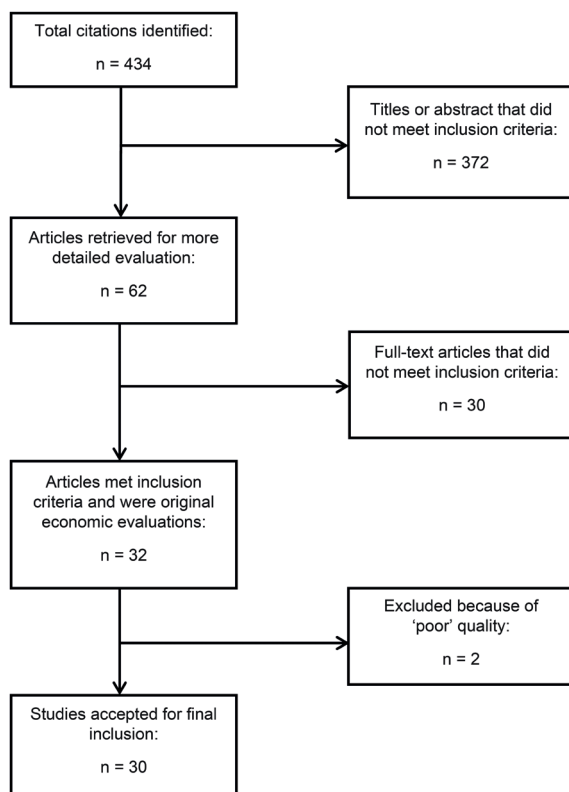 Total citations identified:
n = 434
Titles or abstract that did
not meet inclusion criteria:
n = 372
Articles retrieved for more
detailed evaluation:
n = 62
Full-text articles that did
not meet inclusion criteria:
n = 30
Articles met inclusion
criteria and were original
economic evaluations:
n = 32
Excluded because of
‘poor’ quality:
n = 2
Studies accepted for final
inclusion:
n = 30